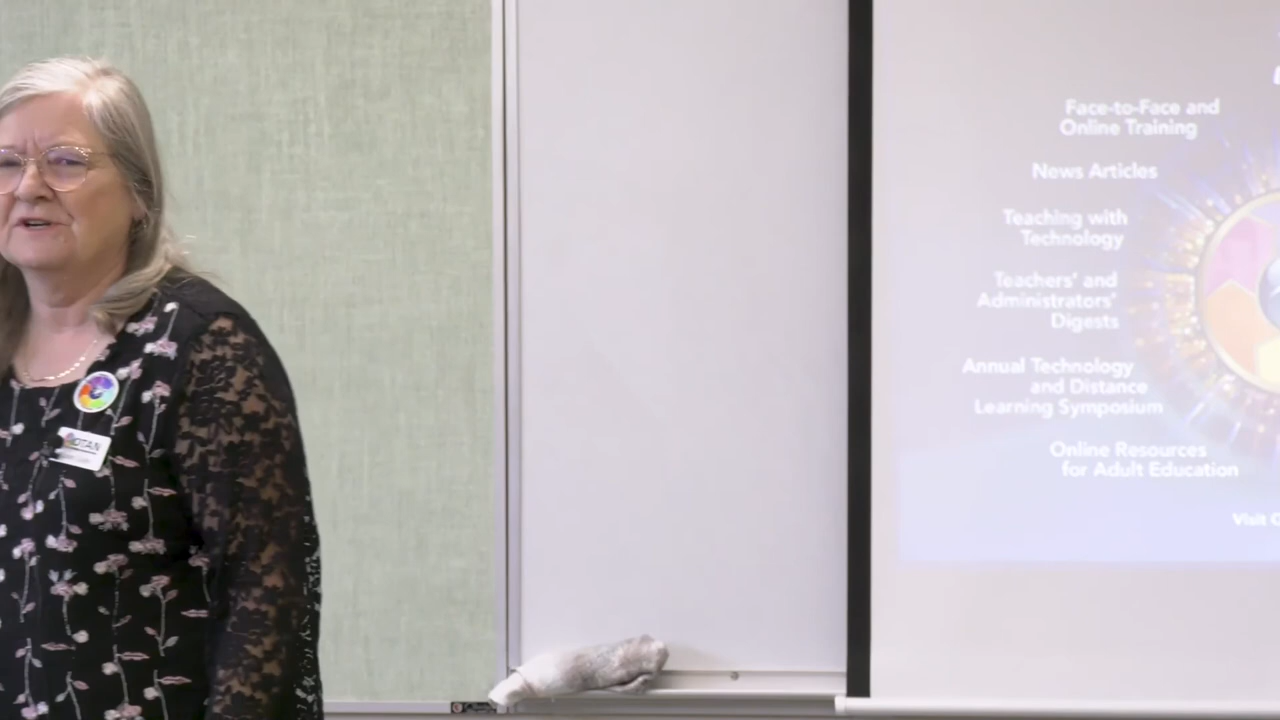 OTAN
Face-to-Face and
Online Training
News Articles
Teaching with
Technology
Teachers' and
Administrators'
Digests
Annual Technology
and Distance
Learning Symposium
Online Resources
for Adult Education
Visit